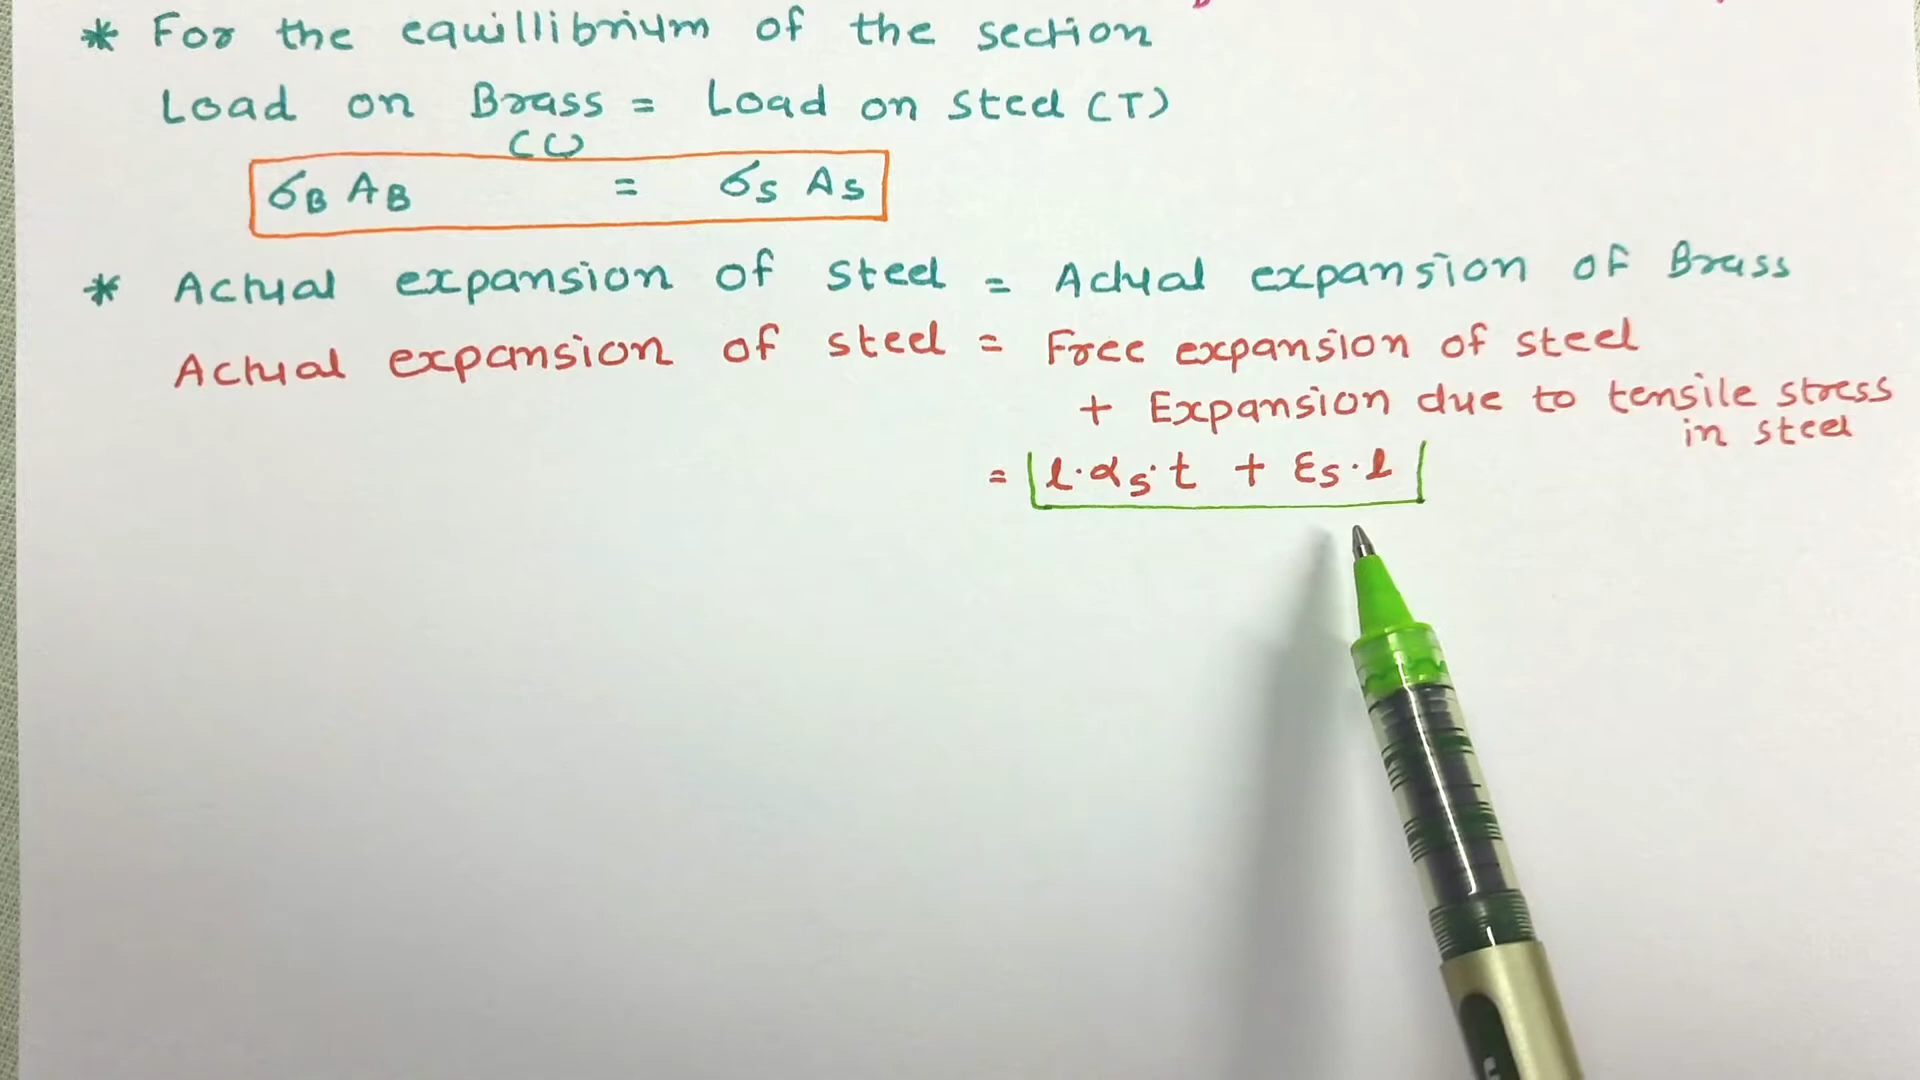 * For the equillibrium of the section
Load on Brass = Load on steel (T)
(C)
σB AB = σS AS
* Actual expansion of steel = Actual expansion of Brass
Actual expansion of steel = Free expansion of steel
+ Expansion due to tensile stress
in steel
= l·αs·t + εs·l